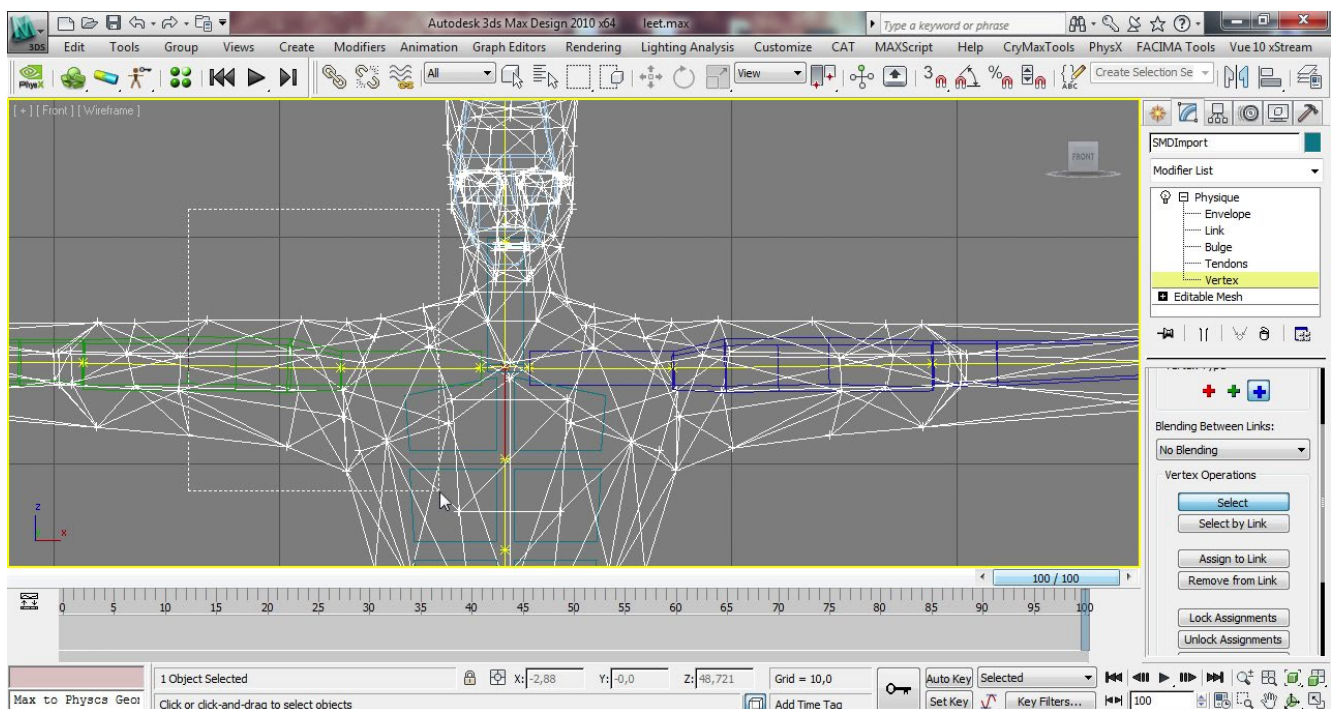 Autodesk 3ds Max Design 2010 x64 leet.max
Type a keyword or phrase
3DS Edit Tools Group Views Create Modifiers Animation Graph Editors Rendering Lighting Analysis Customize CAT MAXScript Help CryMaxTools PhysX FACIMA Tools Vue 10 xStream
PhysX All View 3 % ABC Create Selection Se
[ + ] [ Front ] [ Wireframe ]
FRONT
SMDImport
Modifier List
Physique
Envelope
Link
Bulge
Tendons
Vertex
Editable Mesh
Blending Between Links:
No Blending
Vertex Operations
Select
Select by Link
Assign to Link
Remove from Link
Lock Assignments
Unlock Assignments
z
x
100 / 100
0 5 10 15 20 25 30 35 40 45 50 55 60 65 70 75 80 85 90 95 100
1 Object Selected X: -2,88 Y: -0,0 Z: 48,721 Grid = 10,0 Auto Key Selected
Max to Physcs Geor Click or click-and-drag to select objects Add Time Tag Set Key Key Filters... 100